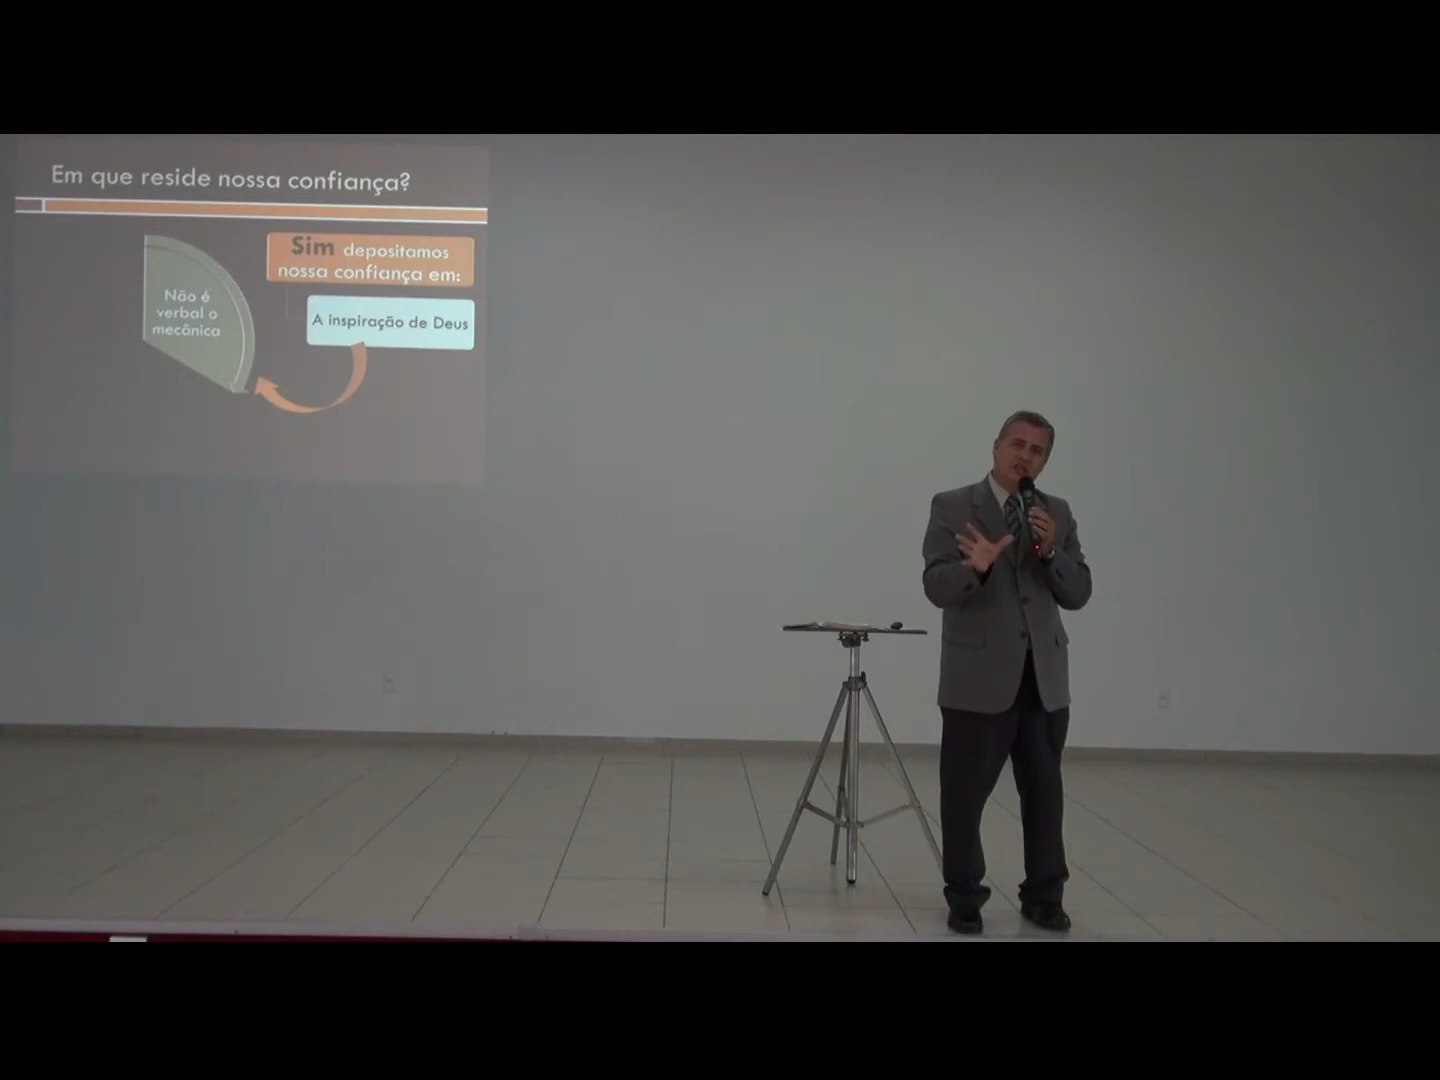 Em que reside nossa confiança?
Sim depositamos
nossa confiança em:
A inspiração de Deus
Não é
verbal o
mecânica